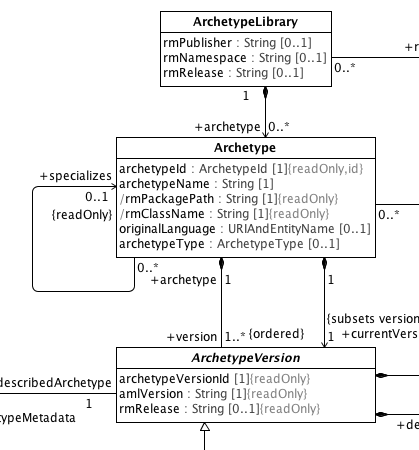 ArchetypeLibrary
rmPublisher : String [0..1]
rmNamespace : String [0..1]
rmRelease : String [0..1]
+r
0..*
1
+archetype 0..*
Archetype
archetypeId : ArchetypeId [1]{readOnly,id}
archetypeName : String [1]
/rmPackagePath : String [1]{readOnly}
/rmClassName : String [1]{readOnly}
originalLanguage : URIAndEntityName [0..1]
archetypeType : ArchetypeType [0..1]
+specializes
0..1
{readOnly}
0..*
0..*
+archetype 1
1
{subsets version
+version 1..* {ordered} 1 +currentVers
ArchetypeVersion
archetypeVersionId [1]{readOnly}
amlVersion : String [1]{readOnly}
rmRelease : String [0..1]{readOnly}
describedArchetype
1
typeMetadata
+de